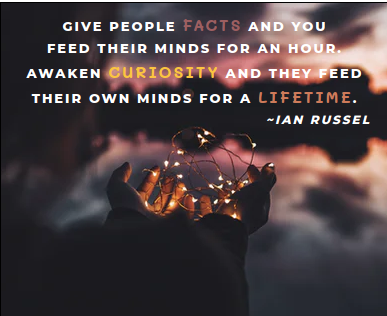 GIVE PEOPLE FACTS AND YOU
FEED THEIR MINDS FOR AN HOUR.
AWAKEN CURIOSITY AND THEY FEED
THEIR OWN MINDS FOR A LIFETIME.
~IAN RUSSEL